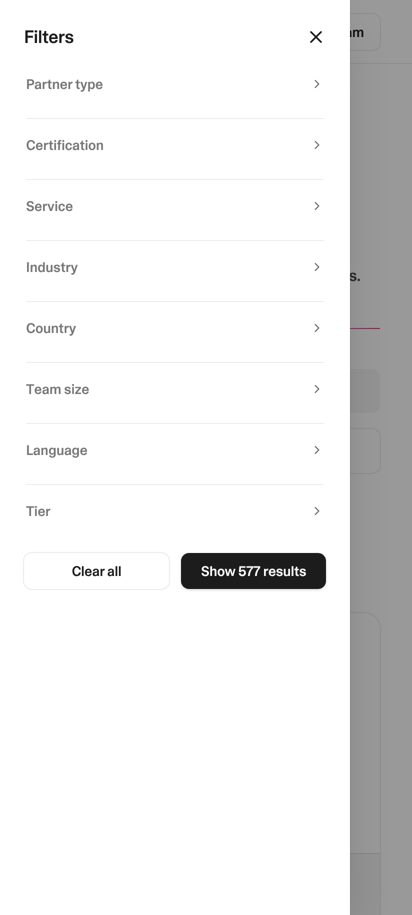 Filters
Partner type
Certification
Service
Industry
Country
Team size
Language
Tier
Clear all
Show 577 results